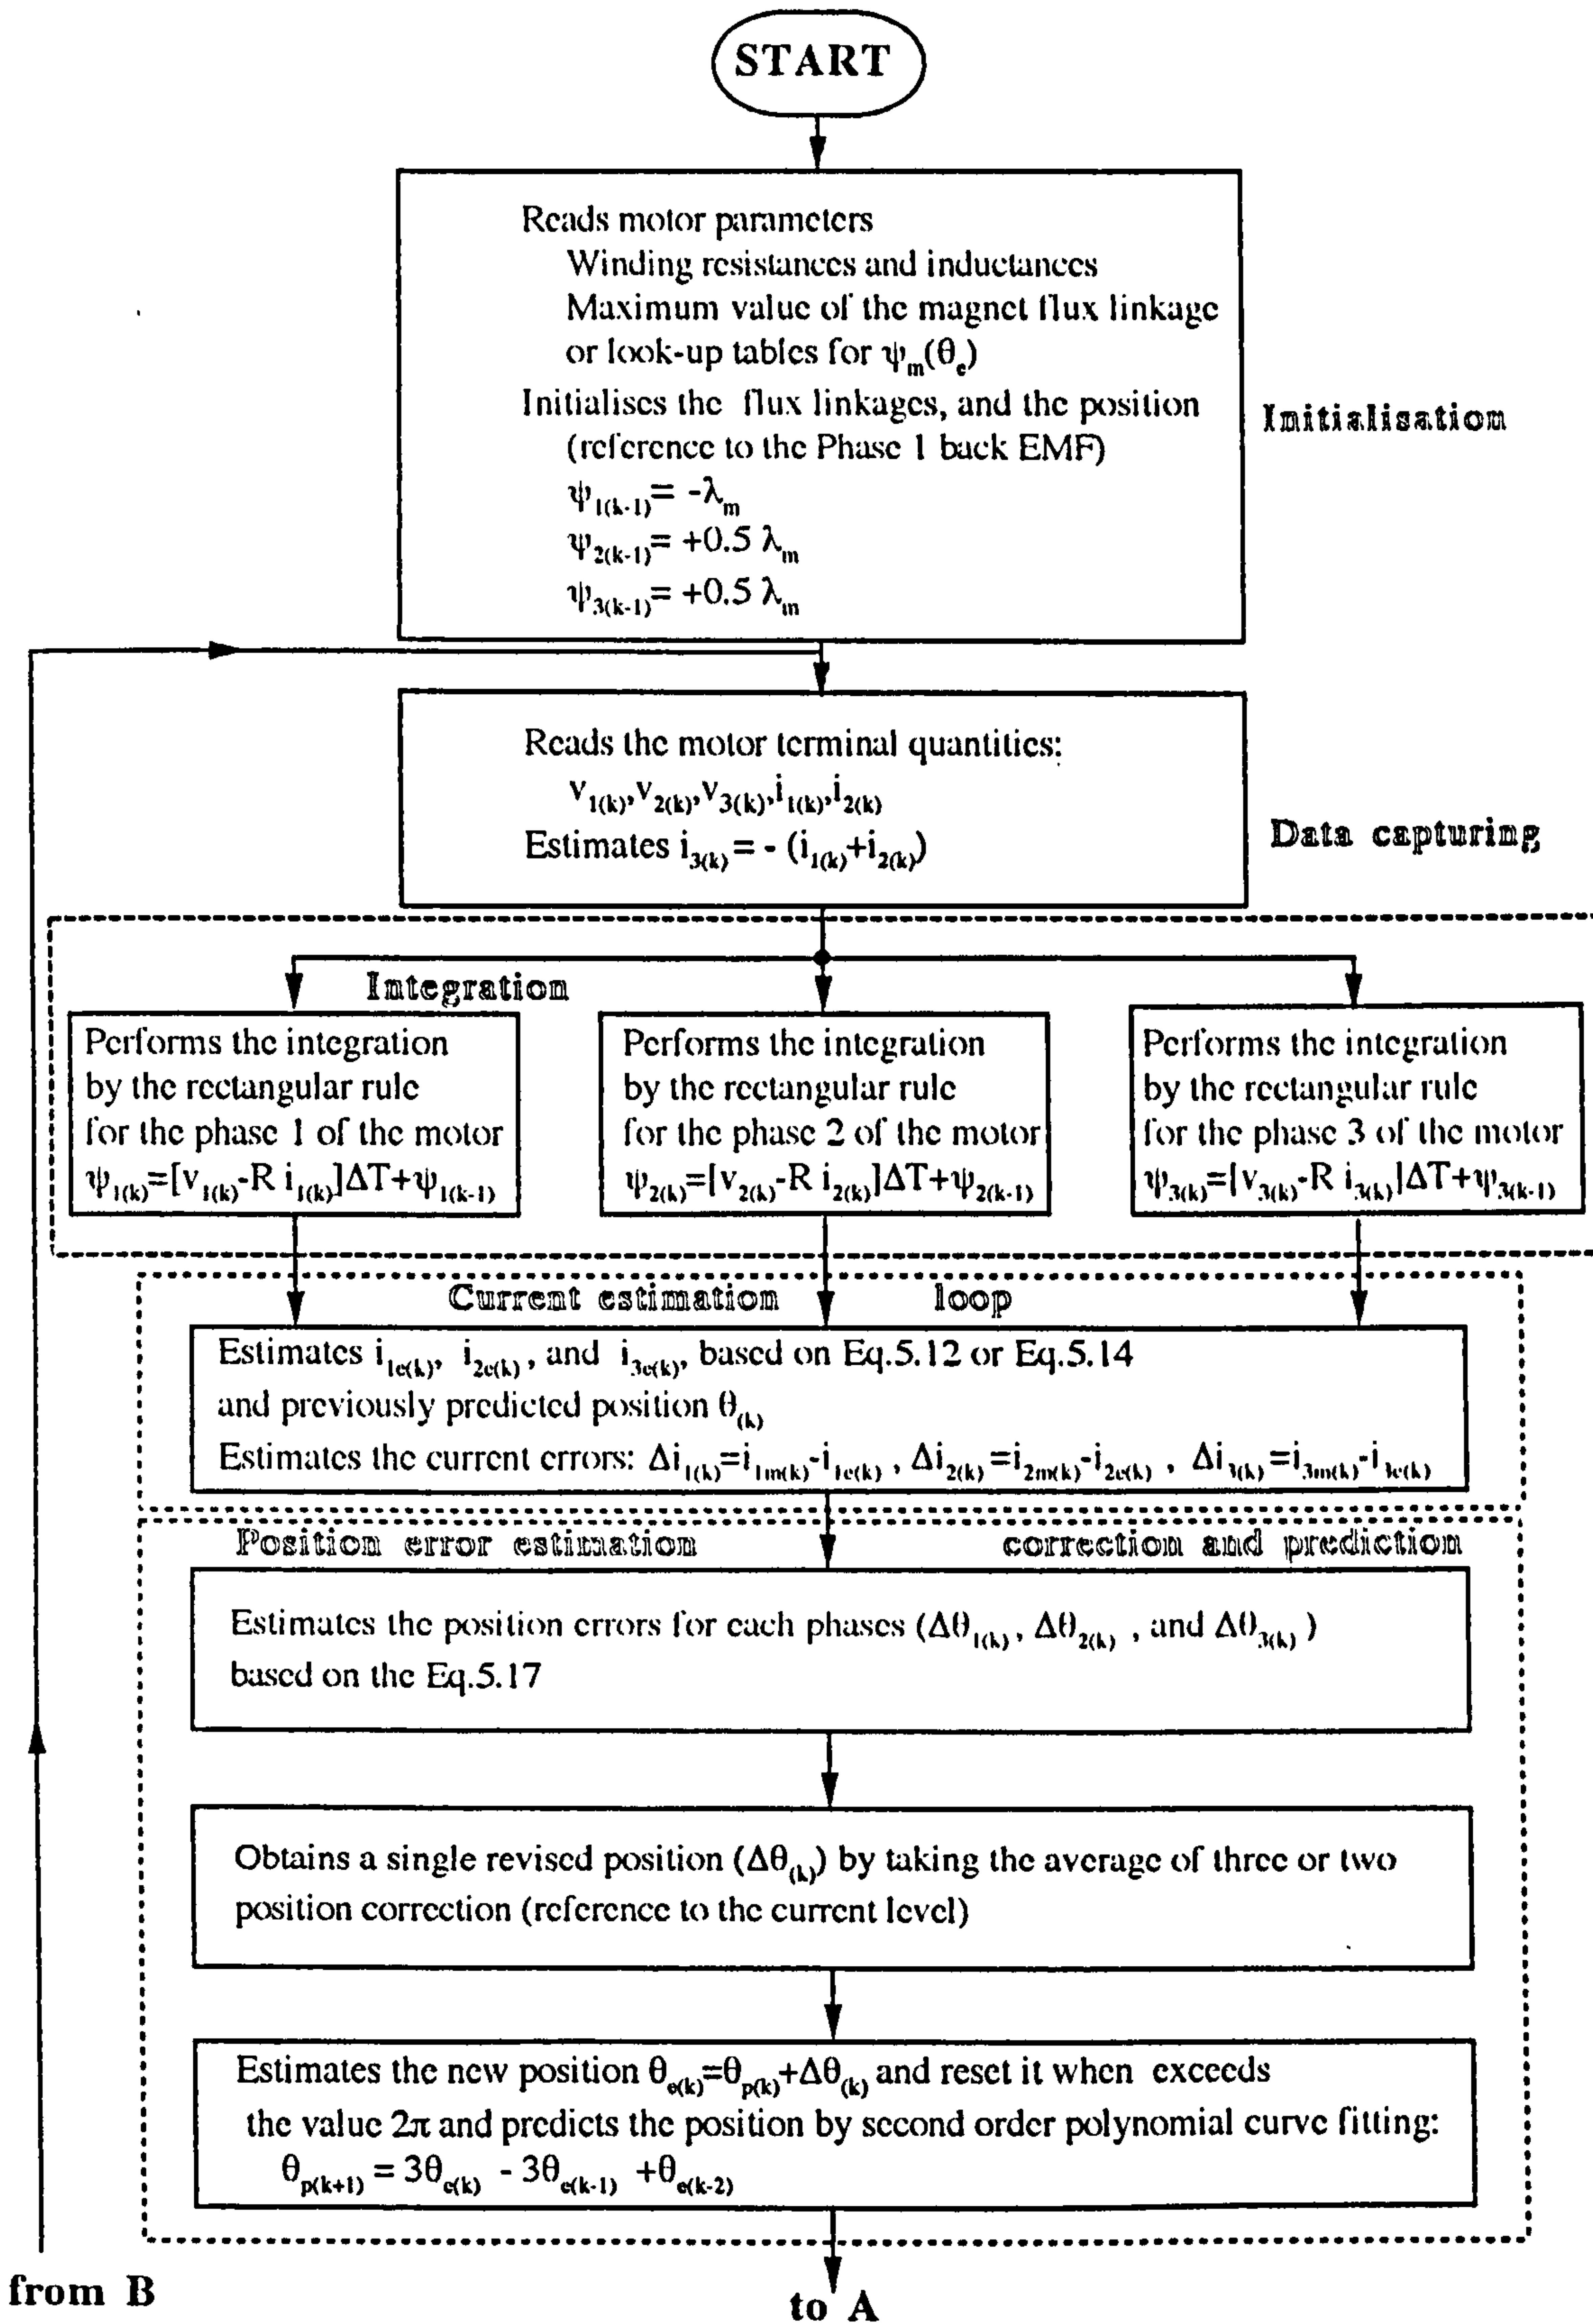 START
Reads motor parameters
Winding resistances and inductances
Maximum value of the magnet flux linkage
or look-up tables for ψₘ(θₑ)
Initialises the flux linkages, and the position
(reference to the Phase 1 back EMF)
ψ₁₍ₖ₋₁₎= -λₘ
ψ₂₍ₖ₋₁₎= +0.5 λₘ
ψ₃₍ₖ₋₁₎= +0.5 λₘ
Initialisation
Reads the motor terminal quantities:
v₁₍ₖ₎,v₂₍ₖ₎,v₃₍ₖ₎,i₁₍ₖ₎,i₂₍ₖ₎
Estimates i₃₍ₖ₎ = - (i₁₍ₖ₎+i₂₍ₖ₎)
Data capturing
Integration
Performs the integration
by the rectangular rule
for the phase 1 of the motor
ψ₁₍ₖ₎=[v₁₍ₖ₎-R i₁₍ₖ₎]ΔT+ψ₁₍ₖ₋₁₎
Performs the integration
by the rectangular rule
for the phase 2 of the motor
ψ₂₍ₖ₎=[v₂₍ₖ₎-R i₂₍ₖ₎]ΔT+ψ₂₍ₖ₋₁₎
Performs the integration
by the rectangular rule
for the phase 3 of the motor
ψ₃₍ₖ₎=[v₃₍ₖ₎-R i₃₍ₖ₎]ΔT+ψ₃₍ₖ₋₁₎
Current estimation loop
Estimates i₁ₑ₍ₖ₎, i₂ₑ₍ₖ₎, and i₃ₑ₍ₖ₎, based on Eq.5.12 or Eq.5.14
and previously predicted position θ₍ₖ₎
Estimates the current errors: Δi₁₍ₖ₎=i₁ₘ₍ₖ₎-i₁ₑ₍ₖ₎ , Δi₂₍ₖ₎=i₂ₘ₍ₖ₎-i₂ₑ₍ₖ₎ , Δi₃₍ₖ₎=i₃ₘ₍ₖ₎-i₃ₑ₍ₖ₎
Position error estimation correction and prediction
Estimates the position errors for each phases (Δθ₁₍ₖ₎, Δθ₂₍ₖ₎ , and Δθ₃₍ₖ₎ )
based on the Eq.5.17
Obtains a single revised position (Δθ₍ₖ₎) by taking the average of three or two
position correction (reference to the current level)
Estimates the new position θₑ₍ₖ₎=θₚ₍ₖ₎+Δθ₍ₖ₎ and reset it when exceeds
the value 2π and predicts the position by second order polynomial curve fitting:
θₚ₍ₖ₊₁₎ = 3θₑ₍ₖ₎ - 3θₑ₍ₖ₋₁₎ +θₑ₍ₖ₋₂₎
from B
to A